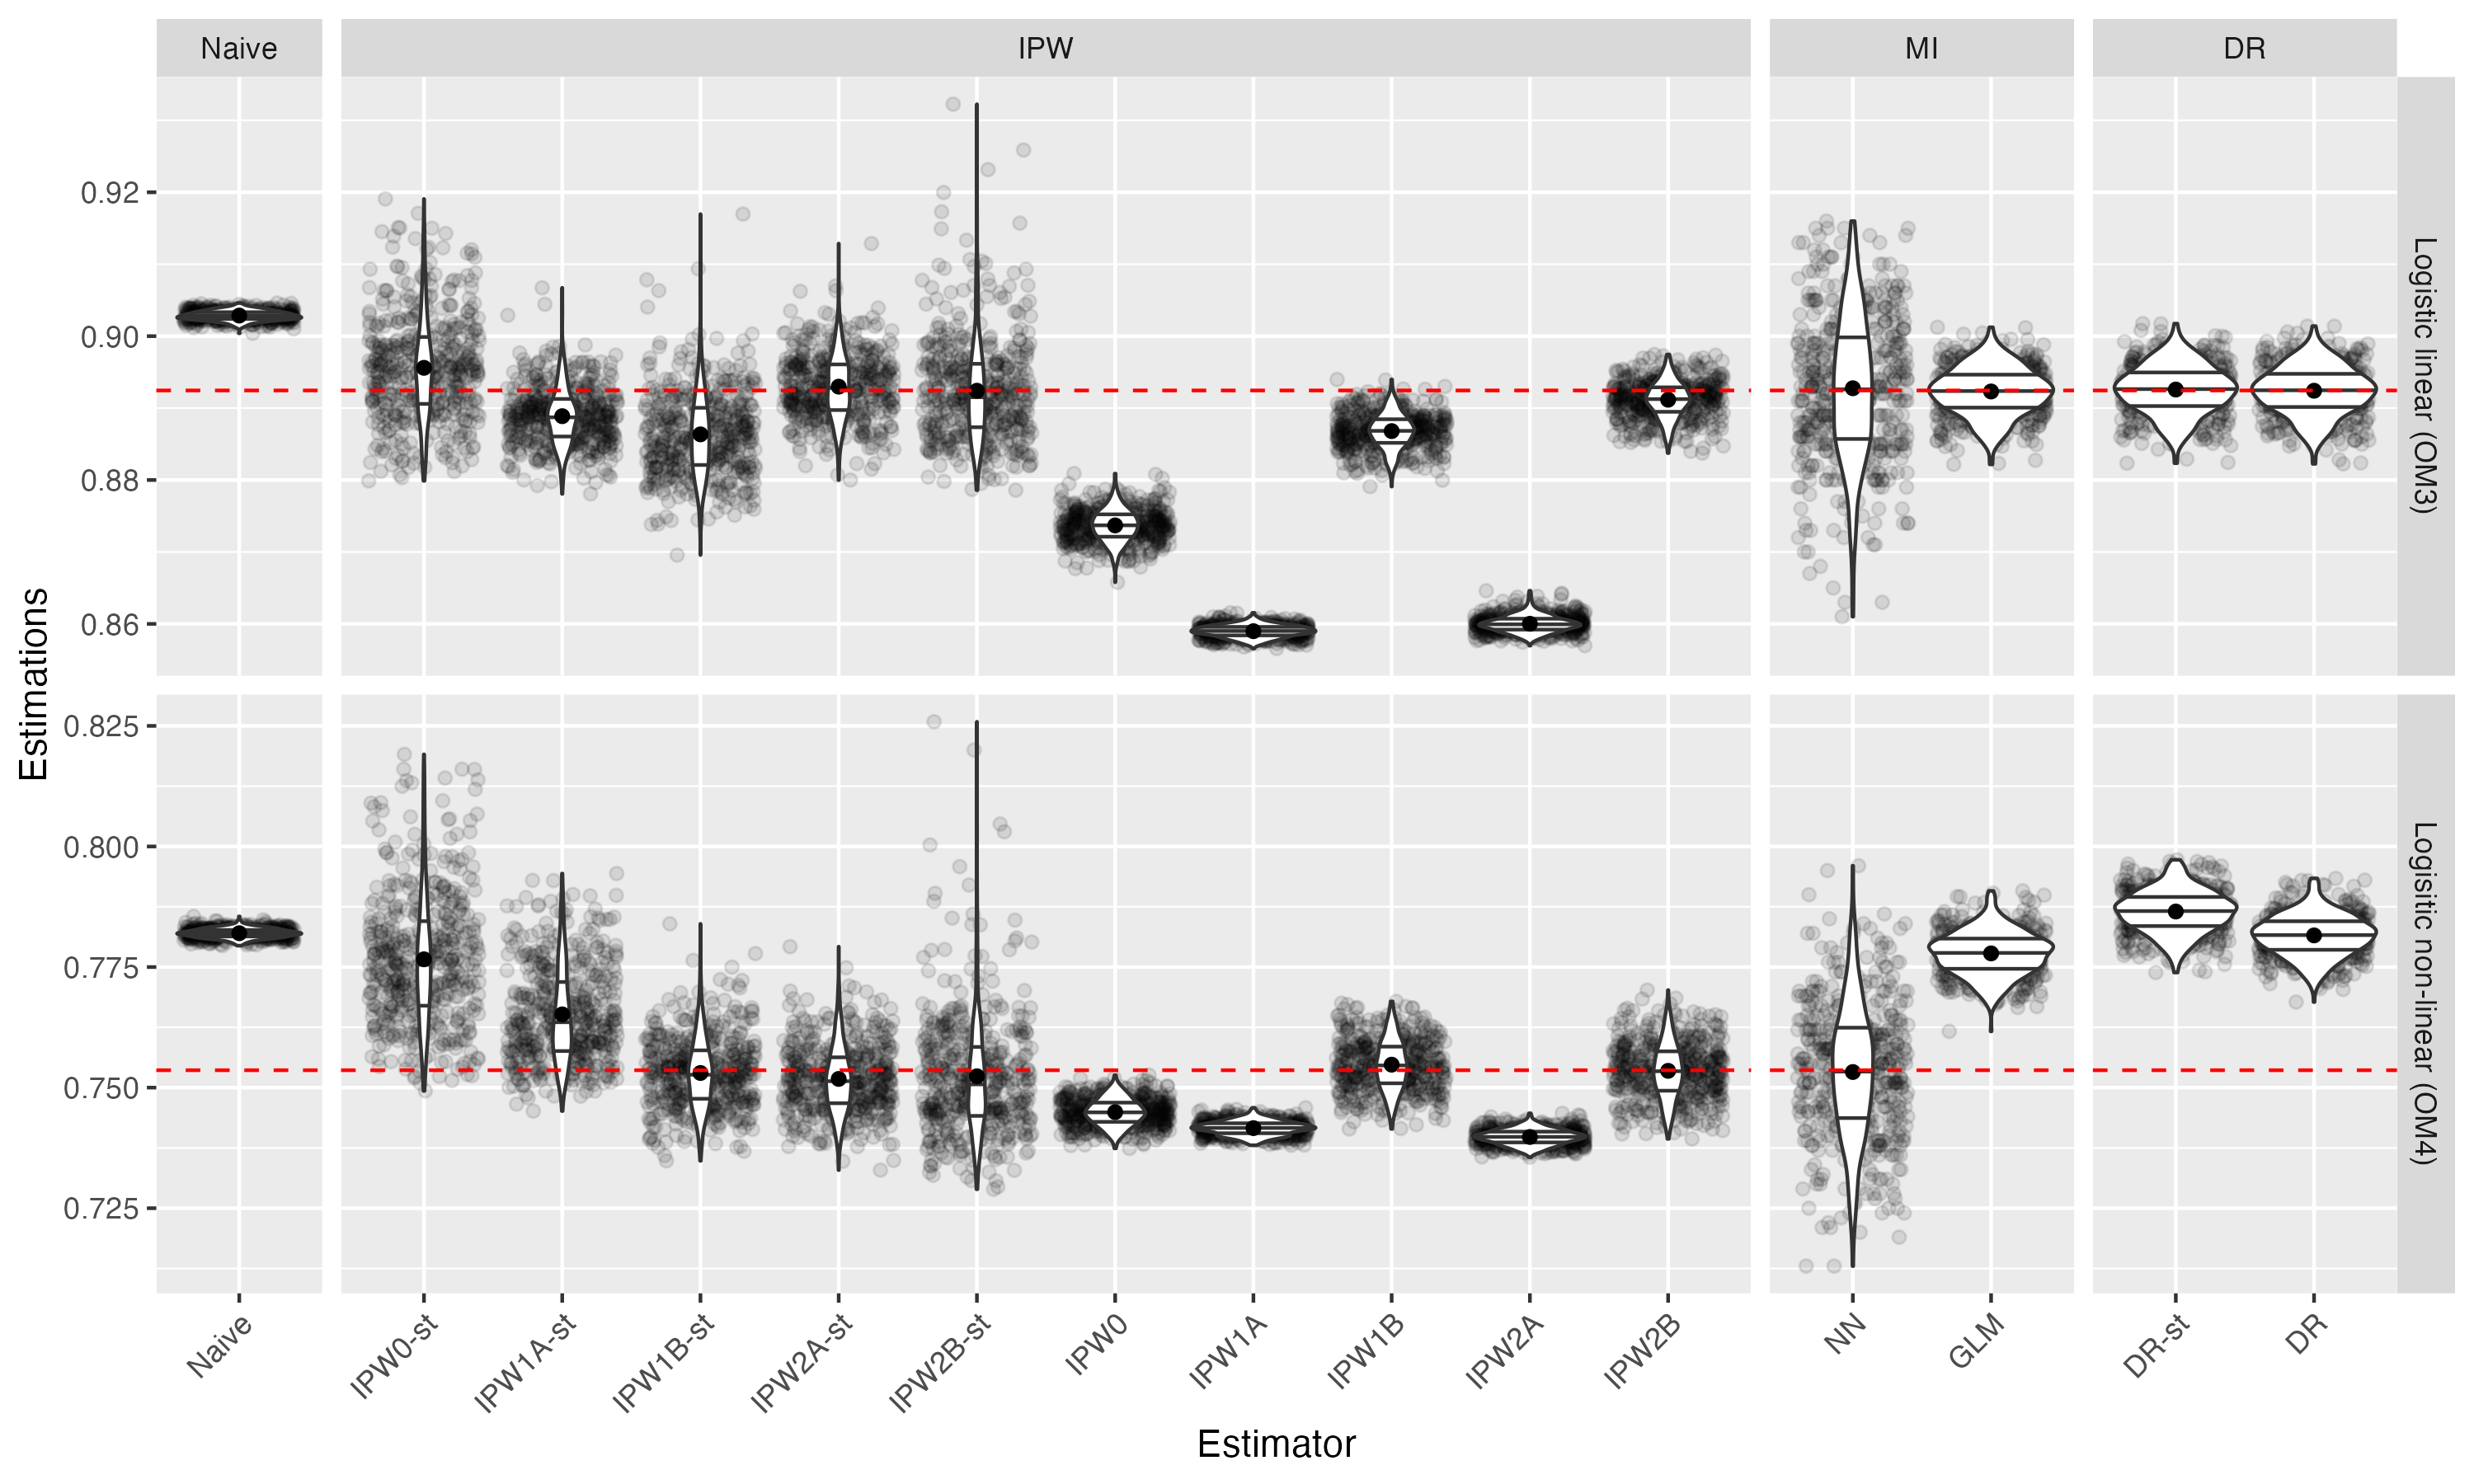 Naive
IPW
MI
DR
Estimations
0.92
0.90
0.88
0.86
Logistic linear (OM3)
0.825
0.800
0.775
0.750
0.725
Logisitic non-linear (OM4)
Naive
IPW0-st
IPW1A-st
IPW1B-st
IPW2A-st
IPW2B-st
IPW0
IPW1A
IPW1B
IPW2A
IPW2B
NN
GLM
DR-st
DR
Estimator